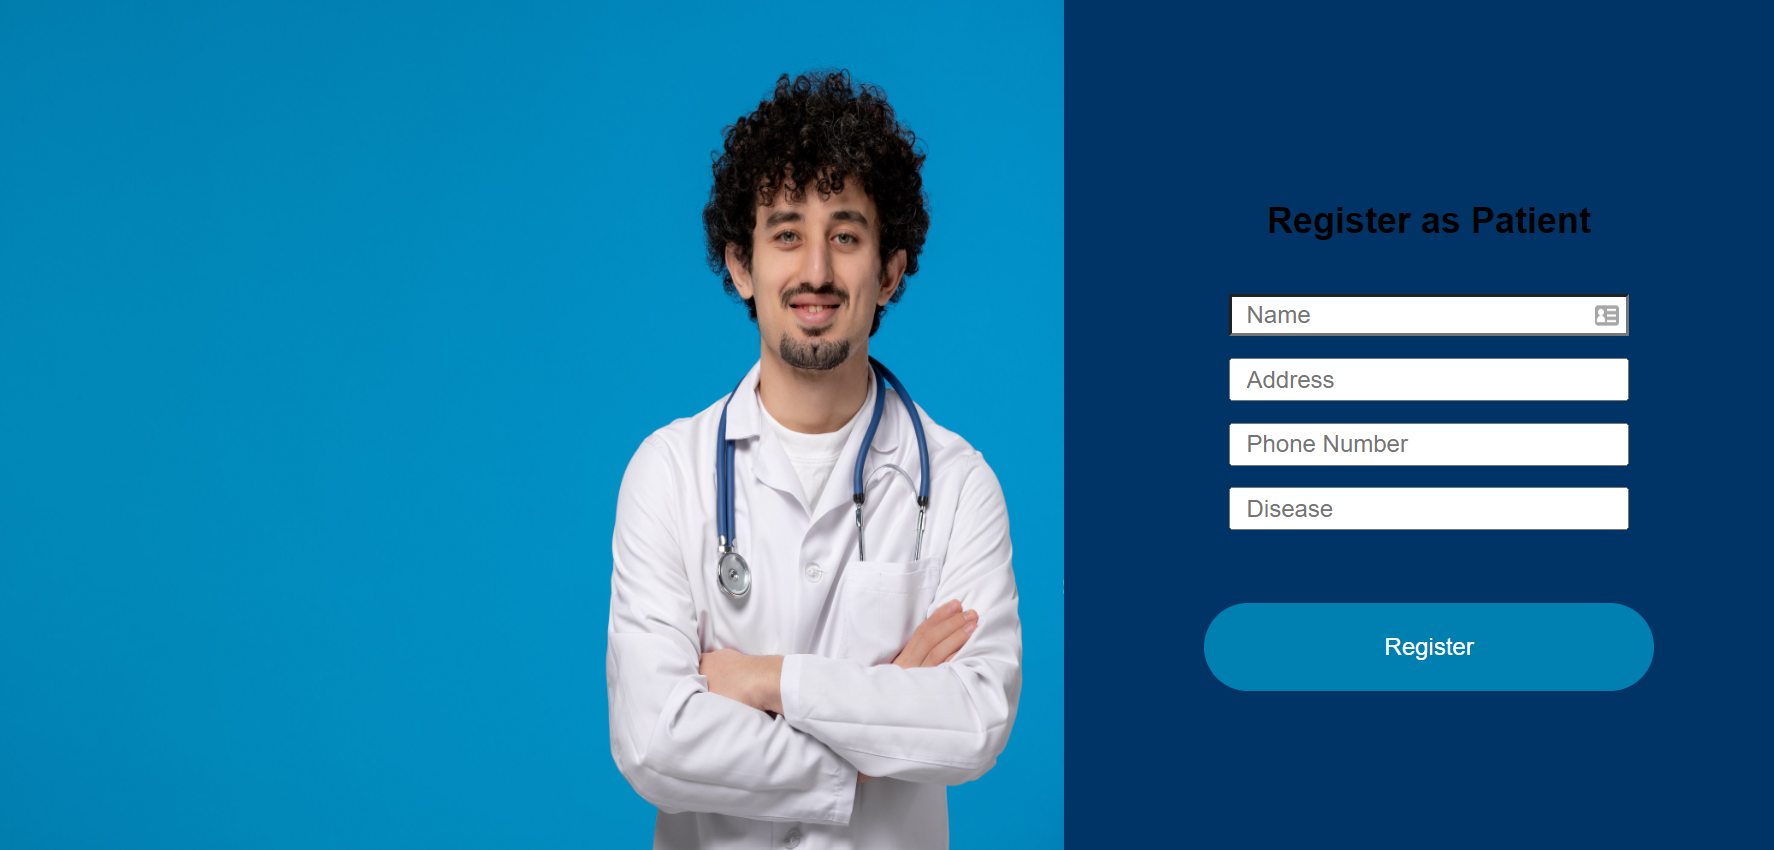 Register as Patient
Name
Address
Phone Number
Disease
Register